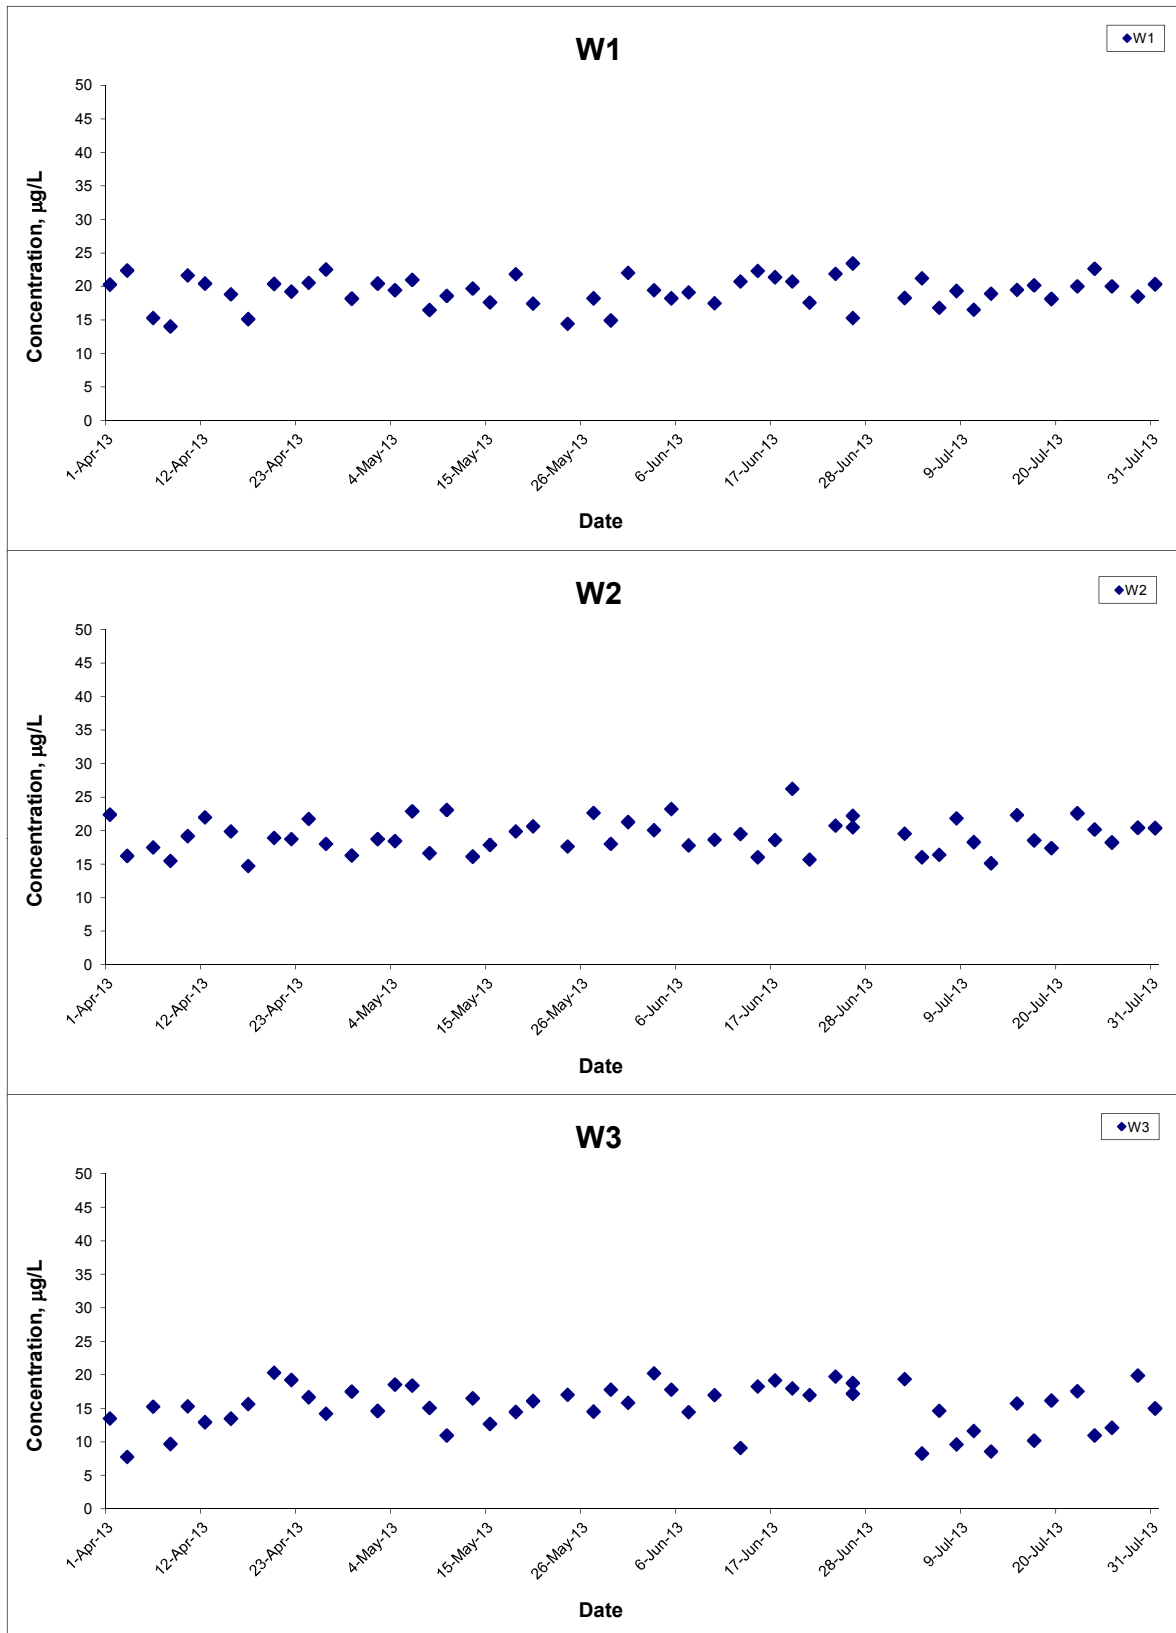 W1
W1
50
45
40
35
30
25
20
15
10
5
0
Concentration, µg/L
1-Apr-13
12-Apr-13
23-Apr-13
4-May-13
15-May-13
26-May-13
6-Jun-13
17-Jun-13
28-Jun-13
9-Jul-13
20-Jul-13
31-Jul-13
Date
W2
W2
50
45
40
35
30
25
20
15
10
5
0
Concentration, µg/L
1-Apr-13
12-Apr-13
23-Apr-13
4-May-13
15-May-13
26-May-13
6-Jun-13
17-Jun-13
28-Jun-13
9-Jul-13
20-Jul-13
31-Jul-13
Date
W3
W3
50
45
40
35
30
25
20
15
10
5
0
Concentration, µg/L
1-Apr-13
12-Apr-13
23-Apr-13
4-May-13
15-May-13
26-May-13
6-Jun-13
17-Jun-13
28-Jun-13
9-Jul-13
20-Jul-13
31-Jul-13
Date